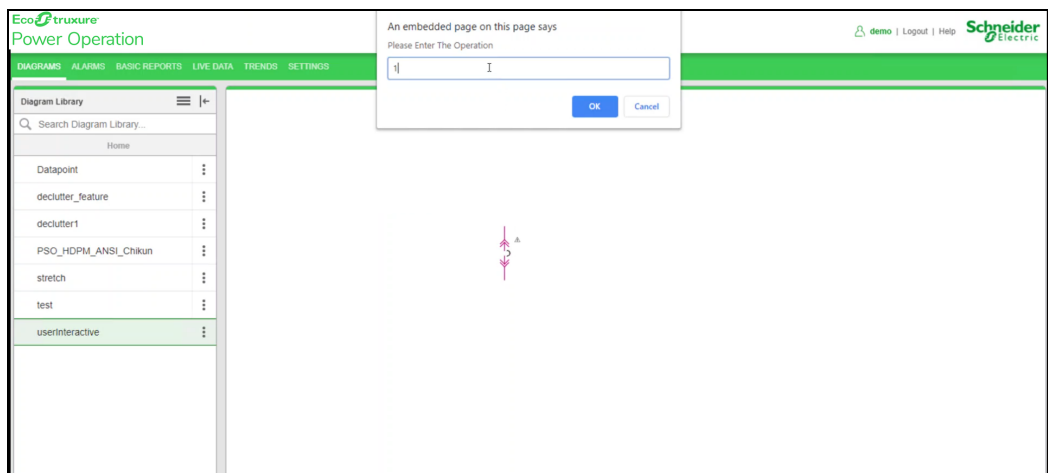 EcoStruxure
Power Operation
An embedded page on this page says
Please Enter The Operation
1
OK Cancel
demo | Logout | Help
Schneider
Electric
DIAGRAMS ALARMS BASIC REPORTS LIVE DATA TRENDS SETTINGS
Diagram Library
Search Diagram Library...
Home
Datapoint
declutter_feature
declutter1
PSO_HDPM_ANSI_Chikun
stretch
test
userInteractive